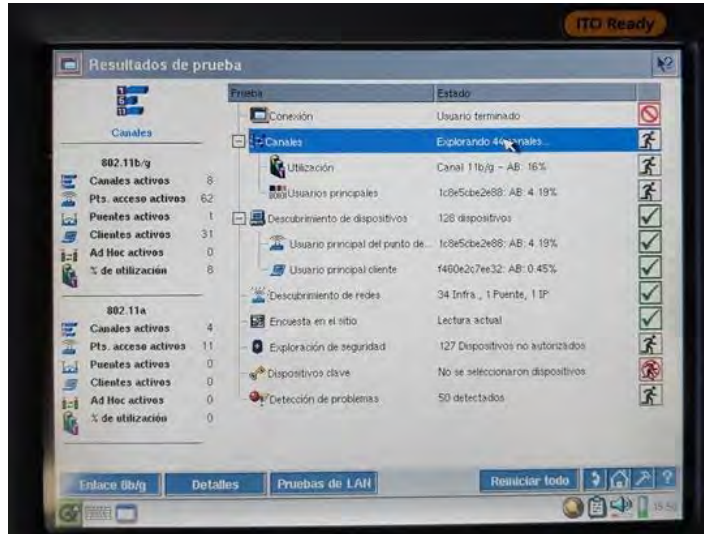 ITO Ready
Resultados de prueba
Canales
802.11b/g
Canales activos 8
Pts. acceso activos 62
Puentes activos 1
Clientes activos 31
Ad Hoc activos 0
% de utilización 8
802.11a
Canales activos 4
Pts. acceso activos 11
Puentes activos 0
Clientes activos 0
Ad Hoc activos 0
% de utilización 0
Prueba Estado
Conexión Usuario terminado
Canales Explorando 44 canales...
Utilización Canal 11b/g - AB: 16%
Usuarios principales 1c8e5cbe2e88: AB: 4.19%
Descubrimiento de dispositivos 128 dispositivos
Usuario principal del punto de... 1c8e5cbe2e88: AB: 4.19%
Usuario principal cliente f460e2c7ee32: AB: 0.45%
Descubrimiento de redes 34 Infra., 1 Puente, 1 IP
Encuesta en el sitio Lectura actual
Exploración de seguridad 127 Dispositivos no autorizados
Dispositivos clave No se seleccionaron dispositivos
Detección de problemas 50 detectados
Enlace 6b/g Detalles Pruebas de LAN Reiniciar todo